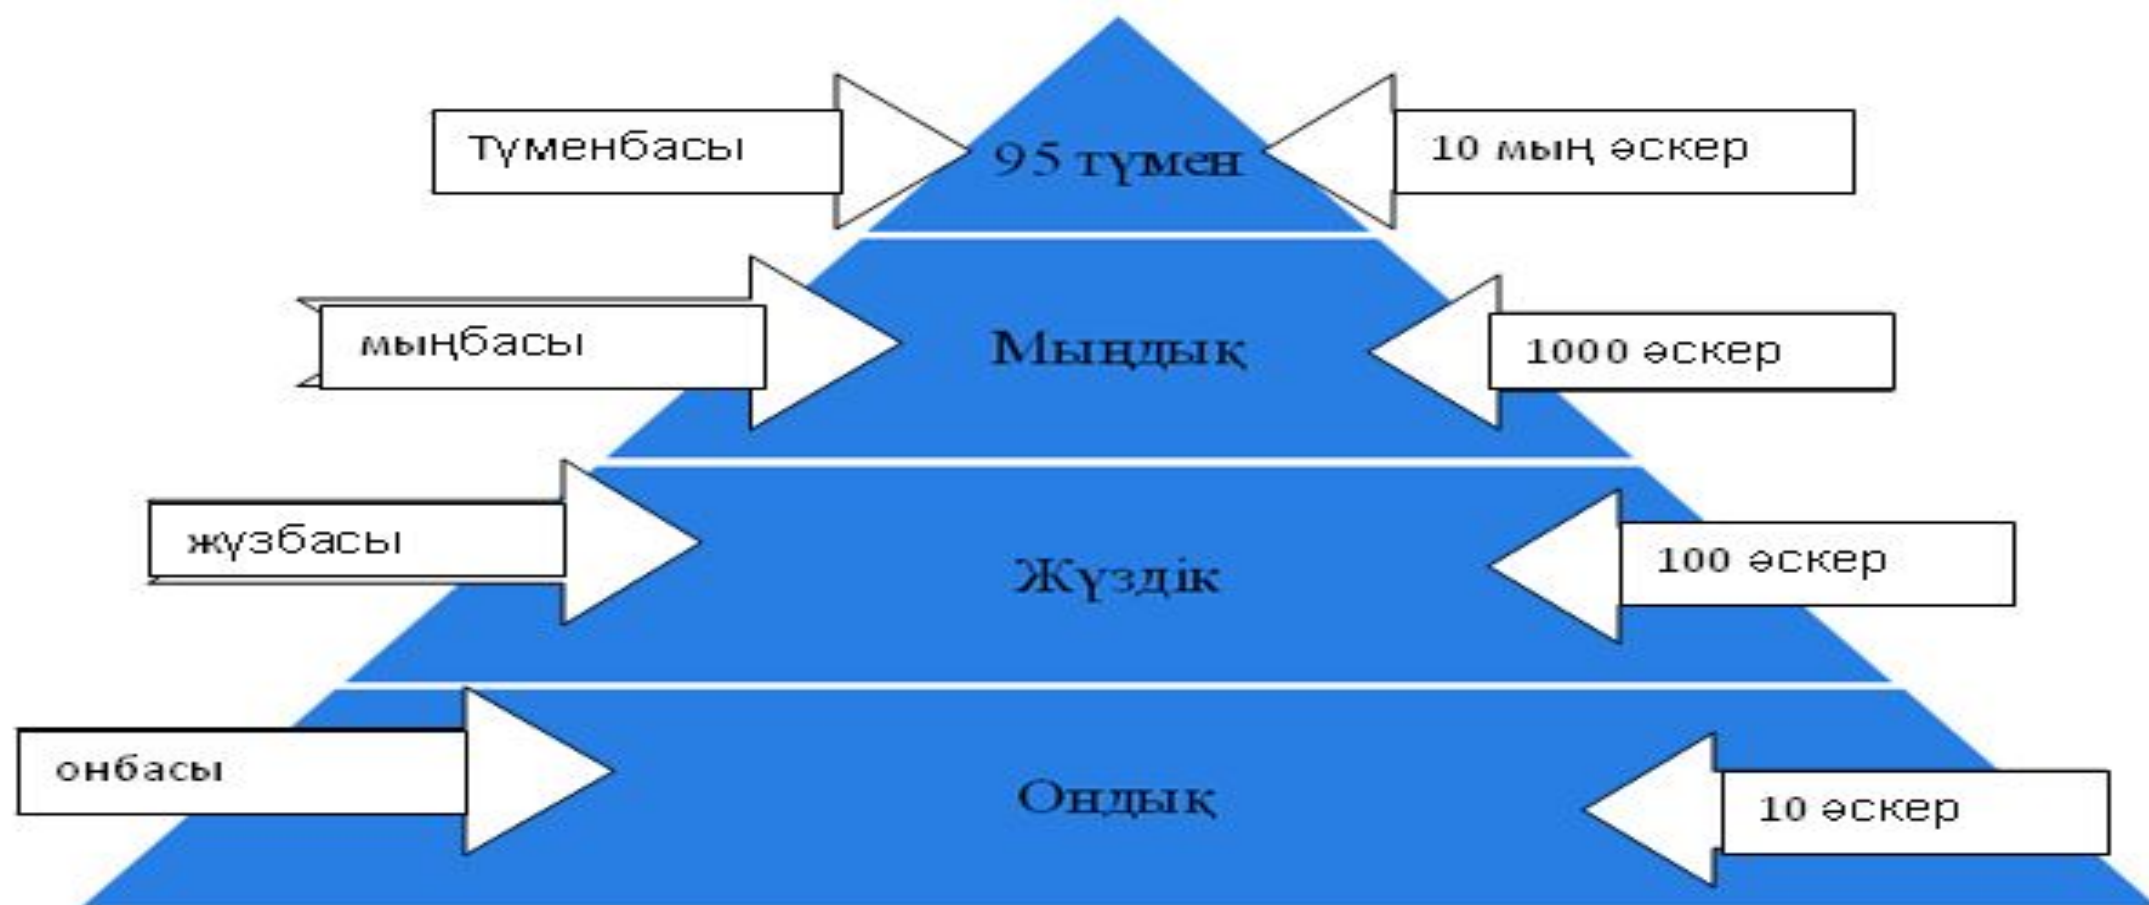 түменбасы
95 түмен
10 мың әскер
мыңбасы
Мыңдық
1000 әскер
жүзбасы
Жүздік
100 әскер
онбасы
Ондық
10 әскер